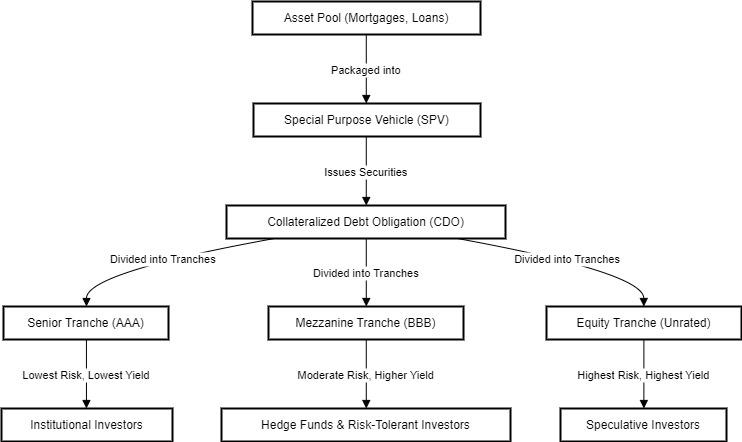 Asset Pool (Mortgages, Loans)
Packaged into
Special Purpose Vehicle (SPV)
Issues Securities
Collateralized Debt Obligation (CDO)
Divided into Tranches
Divided into Tranches
Divided into Tranches
Senior Tranche (AAA)
Mezzanine Tranche (BBB)
Equity Tranche (Unrated)
Lowest Risk, Lowest Yield
Moderate Risk, Higher Yield
Highest Risk, Highest Yield
Institutional Investors
Hedge Funds & Risk-Tolerant Investors
Speculative Investors